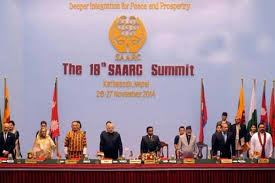 Deeper Integration for Peace and Prosperity
SAARC
The 18th SAARC Summit
Kathmandu, Nepal
26-27 November 2014